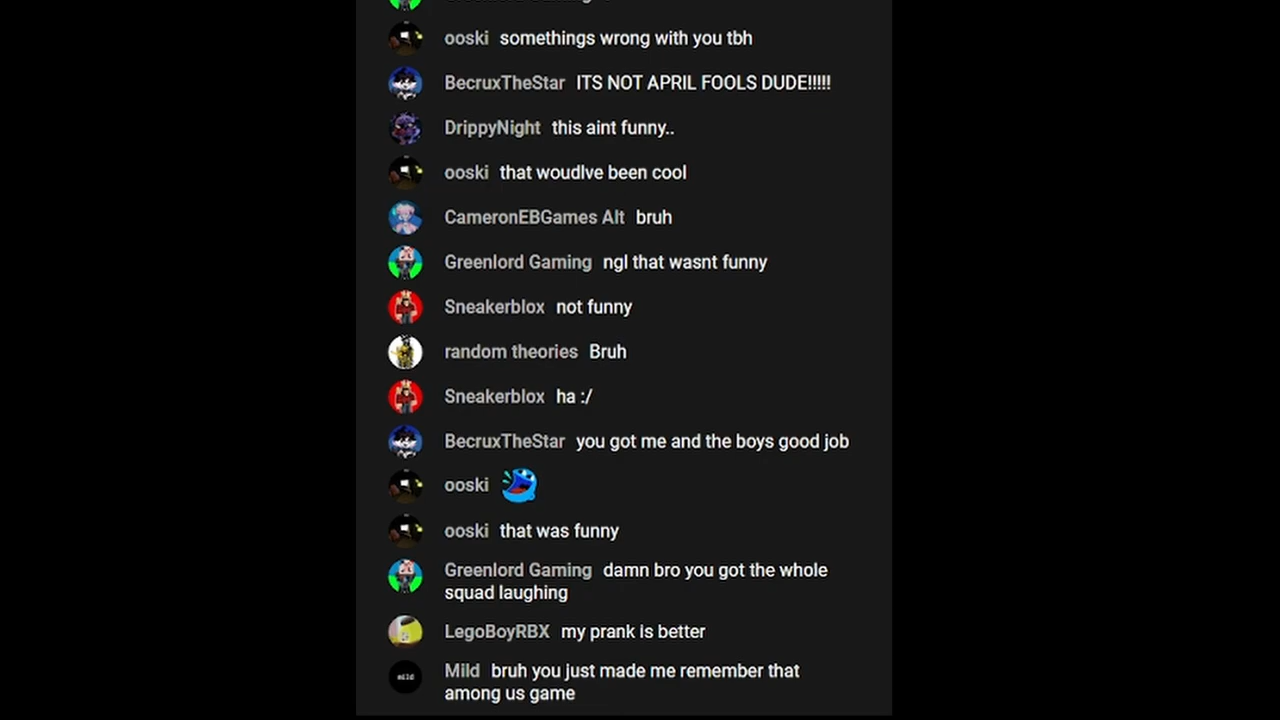 ooski somethings wrong with you tbh
BecruxTheStar ITS NOT APRIL FOOLS DUDE!!!!!
DrippyNight this aint funny..
ooski that woudlve been cool
CameronEBGames Alt bruh
Greenlord Gaming ngl that wasnt funny
Sneakerblox not funny
random theories Bruh
Sneakerblox ha :/
BecruxTheStar you got me and the boys good job
ooski
ooski that was funny
Greenlord Gaming damn bro you got the whole
squad laughing
LegoBoyRBX my prank is better
mild
Mild bruh you just made me remember that
among us game